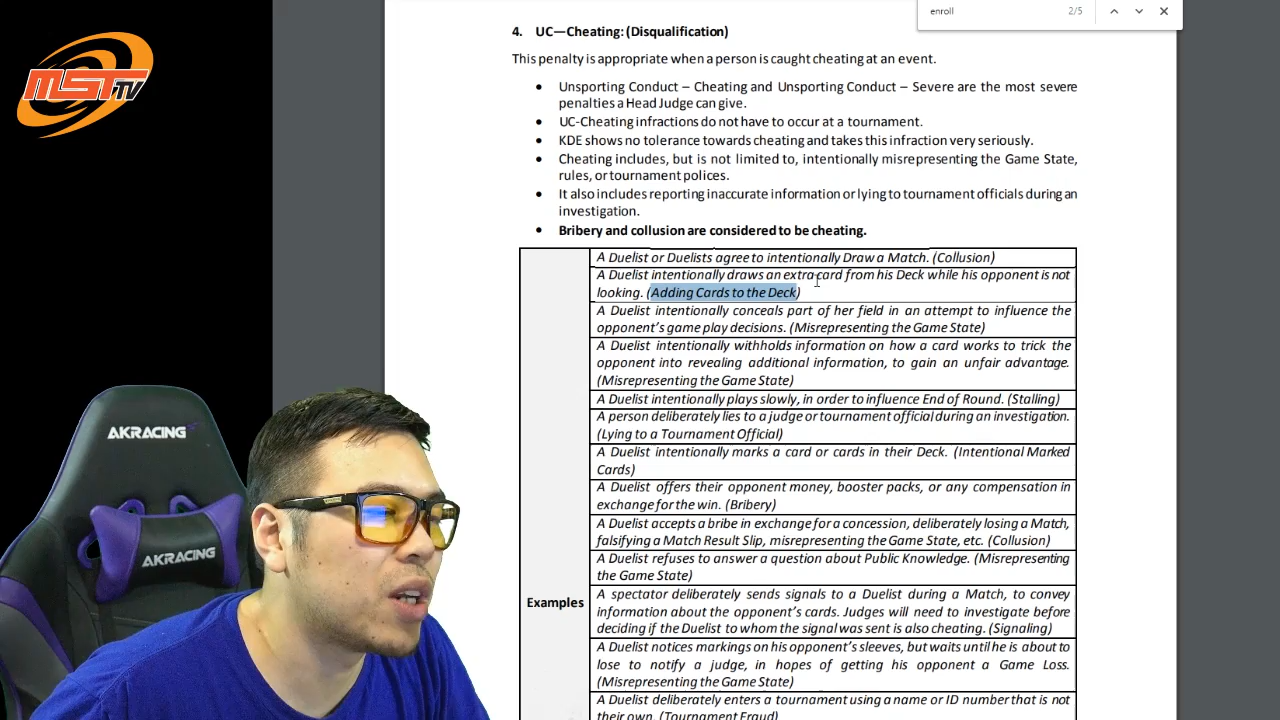 MST TV
enroll
2/5
4. UC—Cheating: (Disqualification)
This penalty is appropriate when a person is caught cheating at an event.
• Unsporting Conduct – Cheating and Unsporting Conduct – Severe are the most severe
penalties a Head Judge can give.
• UC-Cheating infractions do not have to occur at a tournament.
• KDE shows no tolerance towards cheating and takes this infraction very seriously.
• Cheating includes, but is not limited to, intentionally misrepresenting the Game State,
rules, or tournament polices.
• It also includes reporting inaccurate information or lying to tournament officials during an
investigation.
• Bribery and collusion are considered to be cheating.
A Duelist or Duelists agree to intentionally Draw a Match. (Collusion)
A Duelist intentionally draws an extra card from his Deck while his opponent is not
looking. (Adding Cards to the Deck)
A Duelist intentionally conceals part of her field in an attempt to influence the
opponent's game play decisions. (Misrepresenting the Game State)
A Duelist intentionally withholds information on how a card works to trick the
opponent into revealing additional information, to gain an unfair advantage.
(Misrepresenting the Game State)
A Duelist intentionally plays slowly, in order to influence End of Round. (Stalling)
A person deliberately lies to a judge or tournament official during an investigation.
(Lying to a Tournament Official)
A Duelist intentionally marks a card or cards in their Deck. (Intentional Marked
Cards)
A Duelist offers their opponent money, booster packs, or any compensation in
exchange for the win. (Bribery)
A Duelist accepts a bribe in exchange for a concession, deliberately losing a Match,
falsifying a Match Result Slip, misrepresenting the Game State, etc. (Collusion)
A Duelist refuses to answer a question about Public Knowledge. (Misrepresenting
the Game State)
Examples
A spectator deliberately sends signals to a Duelist during a Match, to convey
information about the opponent's cards. Judges will need to investigate before
deciding if the Duelist to whom the signal was sent is also cheating. (Signaling)
A Duelist notices markings on his opponent's sleeves, but waits until he is about to
lose to notify a judge, in hopes of getting his opponent a Game Loss.
(Misrepresenting the Game State)
A Duelist deliberately enters a tournament using a name or ID number that is not
their own. (Tournament Fraud)
AKRACING
AKRACING